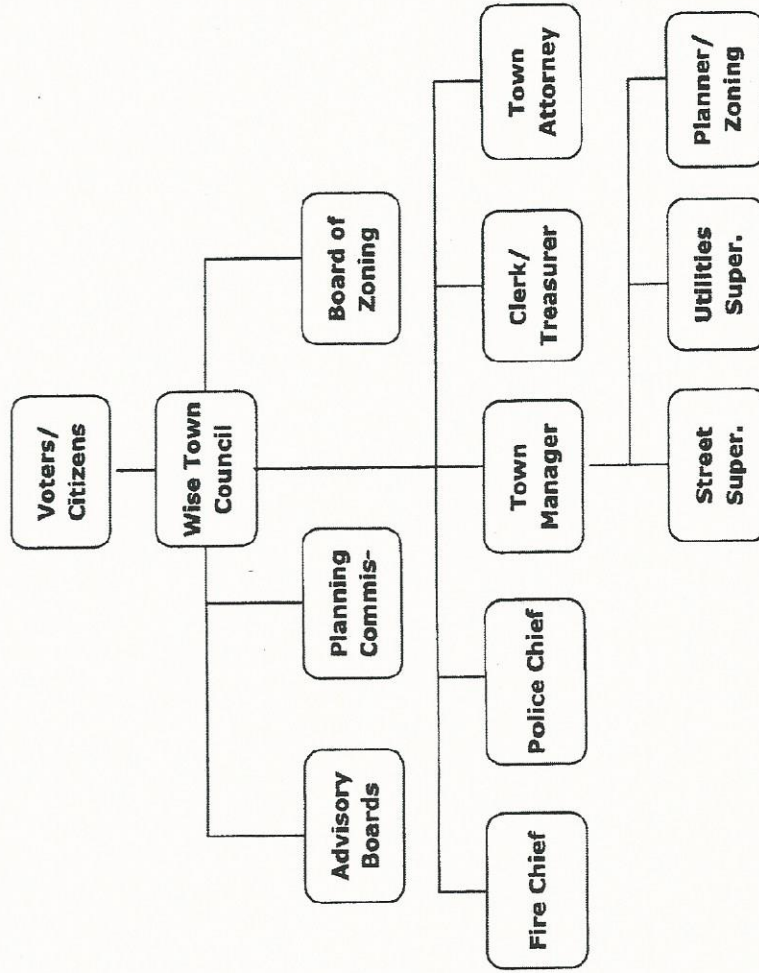 Voters/
Citizens
Wise Town
Council
Advisory
Boards
Planning
Commis-
Board of
Zoning
Fire Chief
Police Chief
Town
Manager
Clerk/
Treasurer
Town
Attorney
Street
Super.
Utilities
Super.
Planner/
Zoning